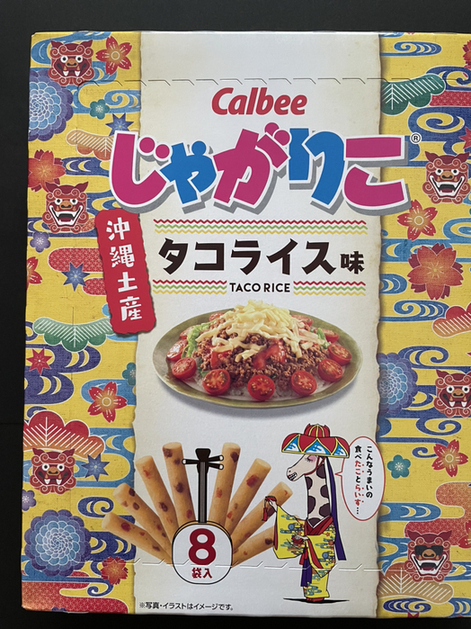 Calbee
じゃがりこ®
沖縄土産
タコライス味
TACO RICE
こんなうまいの
食べたことらいす…
8
袋入
※写真・イラストはイメージです。